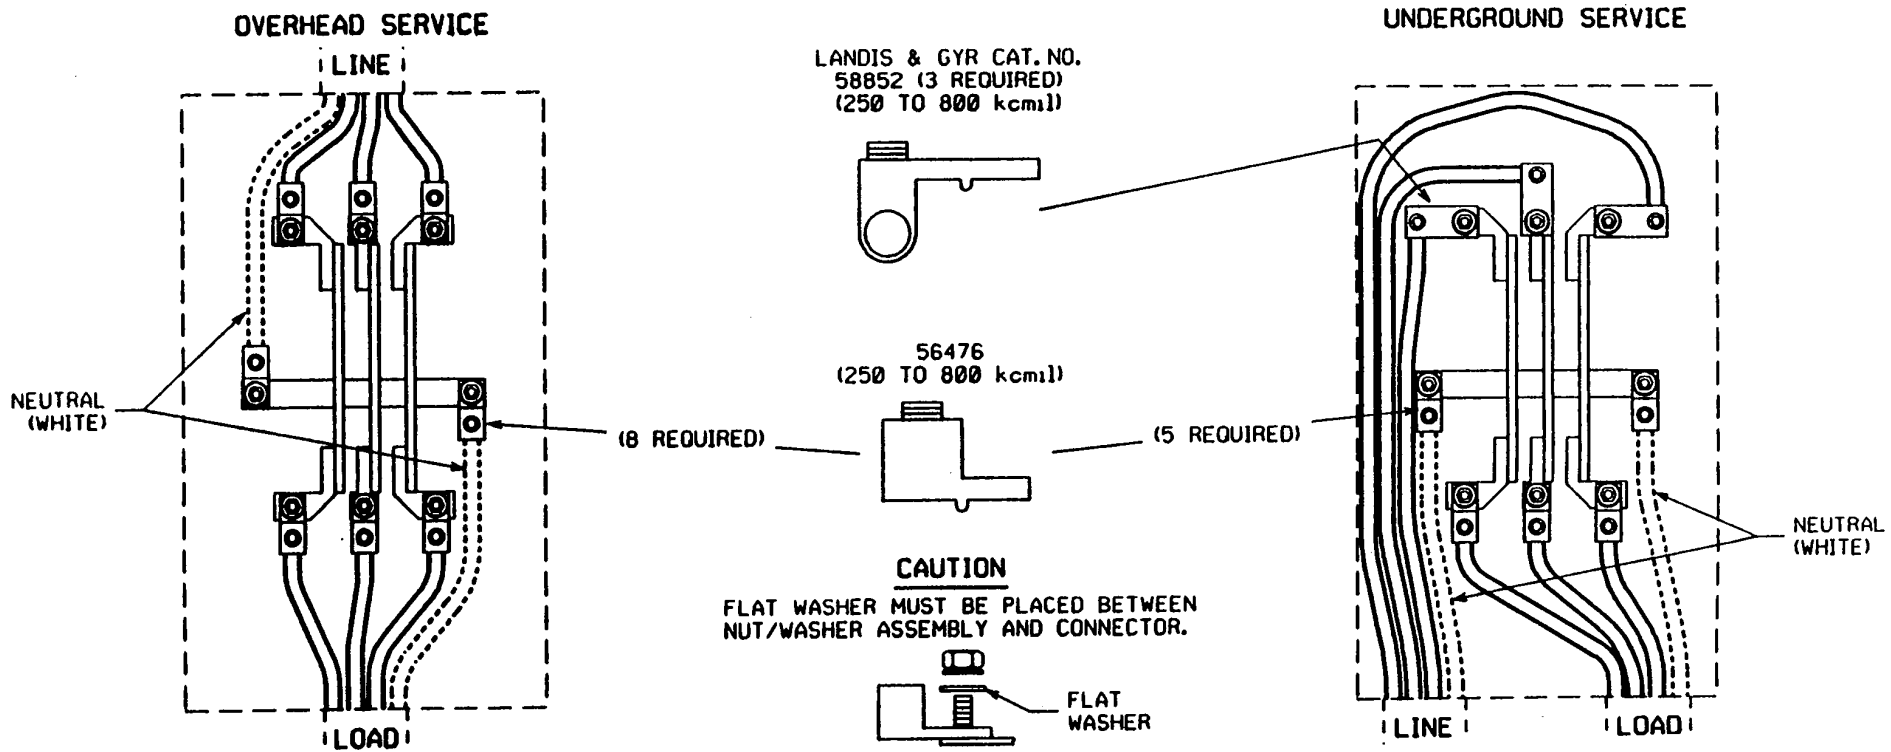 OVERHEAD SERVICE
LINE
NEUTRAL
(WHITE)
LOAD
LANDIS & GYR CAT. NO.
58852 (3 REQUIRED)
(250 TO 800 kcmil)
56476
(250 TO 800 kcmil)
(8 REQUIRED)
(5 REQUIRED)
CAUTION
FLAT WASHER MUST BE PLACED BETWEEN
NUT/WASHER ASSEMBLY AND CONNECTOR.
FLAT
WASHER
UNDERGROUND SERVICE
NEUTRAL
(WHITE)
LINE
LOAD